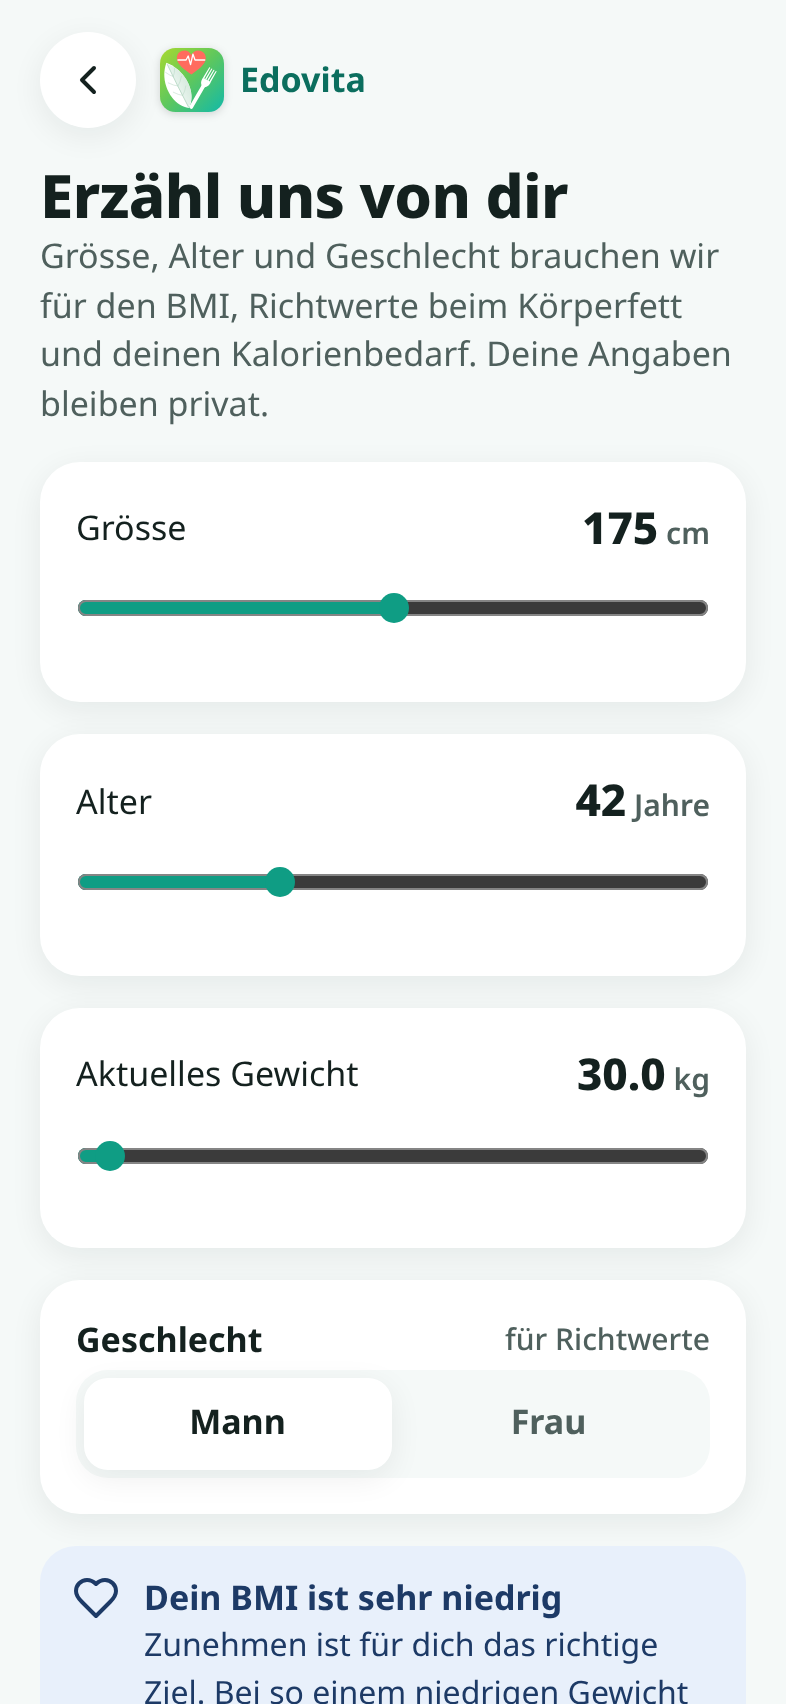 Edovita
Erzähl uns von dir
Grösse, Alter und Geschlecht brauchen wir
für den BMI, Richtwerte beim Körperfett
und deinen Kalorienbedarf. Deine Angaben
bleiben privat.
Grösse 175 cm
Alter 42 Jahre
Aktuelles Gewicht 30.0 kg
Geschlecht für Richtwerte
Mann Frau
Dein BMI ist sehr niedrig
Zunehmen ist für dich das richtige
Ziel. Bei so einem niedrigen Gewicht